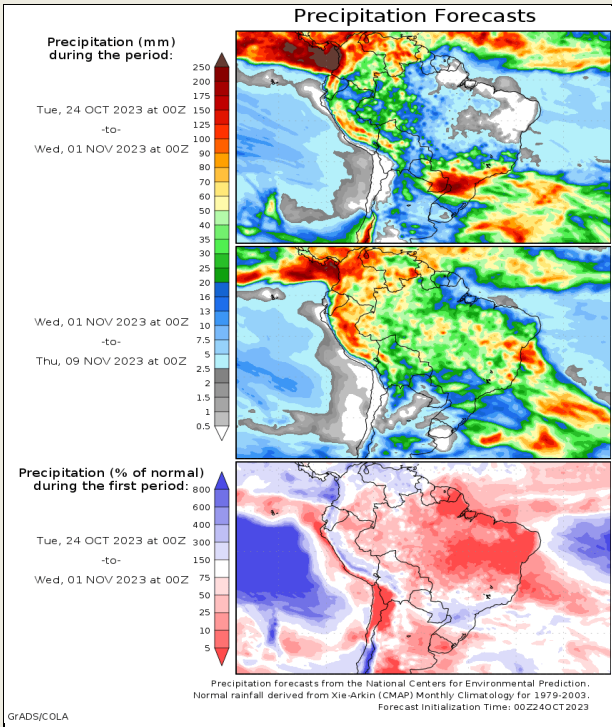 Precipitation Forecasts
Precipitation (mm)
during the period:
Tue, 24 OCT 2023 at 00Z
-to-
Wed, 01 NOV 2023 at 00Z
250
200
175
150
125
100
90
80
70
60
50
40
35
30
25
20
16
13
10
7.5
5
2.5
2
1.5
1
0.5
Wed, 01 NOV 2023 at 00Z
-to-
Thu, 09 NOV 2023 at 00Z
Precipitation (% of normal)
during the first period:
Tue, 24 OCT 2023 at 00Z
-to-
Wed, 01 NOV 2023 at 00Z
800
600
400
300
150
75
50
25
10
5
Precipitation forecasts from the National Centers for Environmental Prediction.
Normal rainfall derived from Xie-Arkin (CMAP) Monthly Climatology for 1979-2003.
Forecast Initialization Time: 00Z24OCT2023
GrADS/COLA